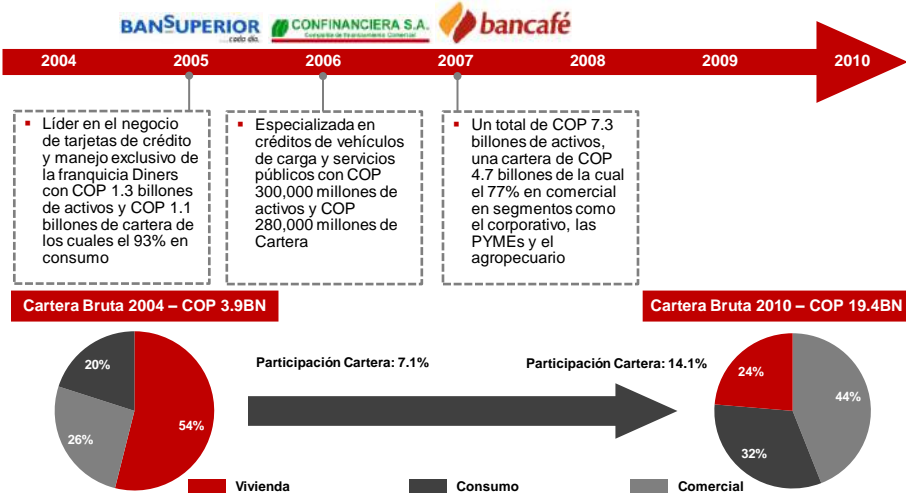 BANSUPERIOR
...cada día.
CONFINANCIERA S.A.
Compañía de Financiamiento Comercial
bancafé
2004 2005 2006 2007 2008 2009 2010
Líder en el negocio
de tarjetas de crédito
y manejo exclusivo de
la franquicia Diners
con COP 1.3 billones
de activos y COP 1.1
billones de cartera de
los cuales el 93% en
consumo
Especializada en
créditos de vehículos
de carga y servicios
públicos con COP
300,000 millones de
activos y COP
280,000 millones de
Cartera
Un total de COP 7.3
billones de activos,
una cartera de COP
4.7 billones de la cual
el 77% en comercial
en segmentos como
el corporativo, las
PYMEs y el
agropecuario
Cartera Bruta 2004 – COP 3.9BN
Cartera Bruta 2010 – COP 19.4BN
20%
26%
54%
Participación Cartera: 7.1%
Participación Cartera: 14.1%
24%
44%
32%
Vivienda
Consumo
Comercial